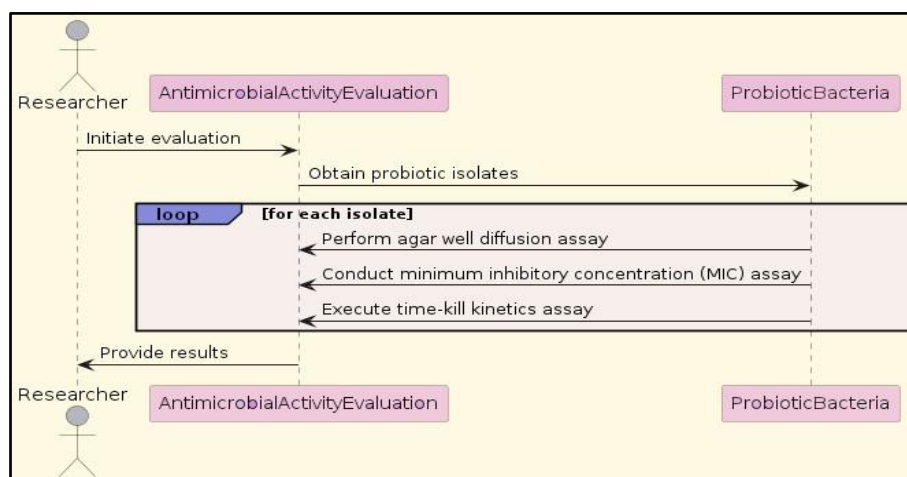 Researcher
AntimicrobialActivityEvaluation
ProbioticBacteria
Initiate evaluation
Obtain probiotic isolates
loop [for each isolate]
Perform agar well diffusion assay
Conduct minimum inhibitory concentration (MIC) assay
Execute time-kill kinetics assay
Provide results
Researcher
AntimicrobialActivityEvaluation
ProbioticBacteria